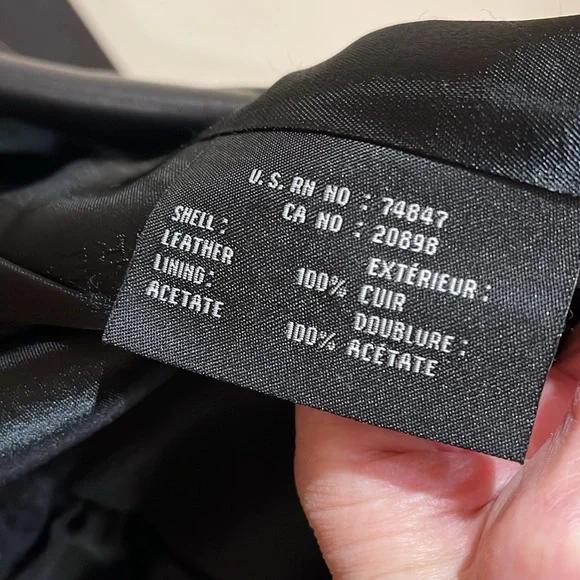 U.S. RN NO : 74847
CA NO : 20898
SHELL: EXTÉRIEUR:
LEATHER 100% CUIR
LINING: DOUBLURE:
ACETATE 100% ACÉTATE